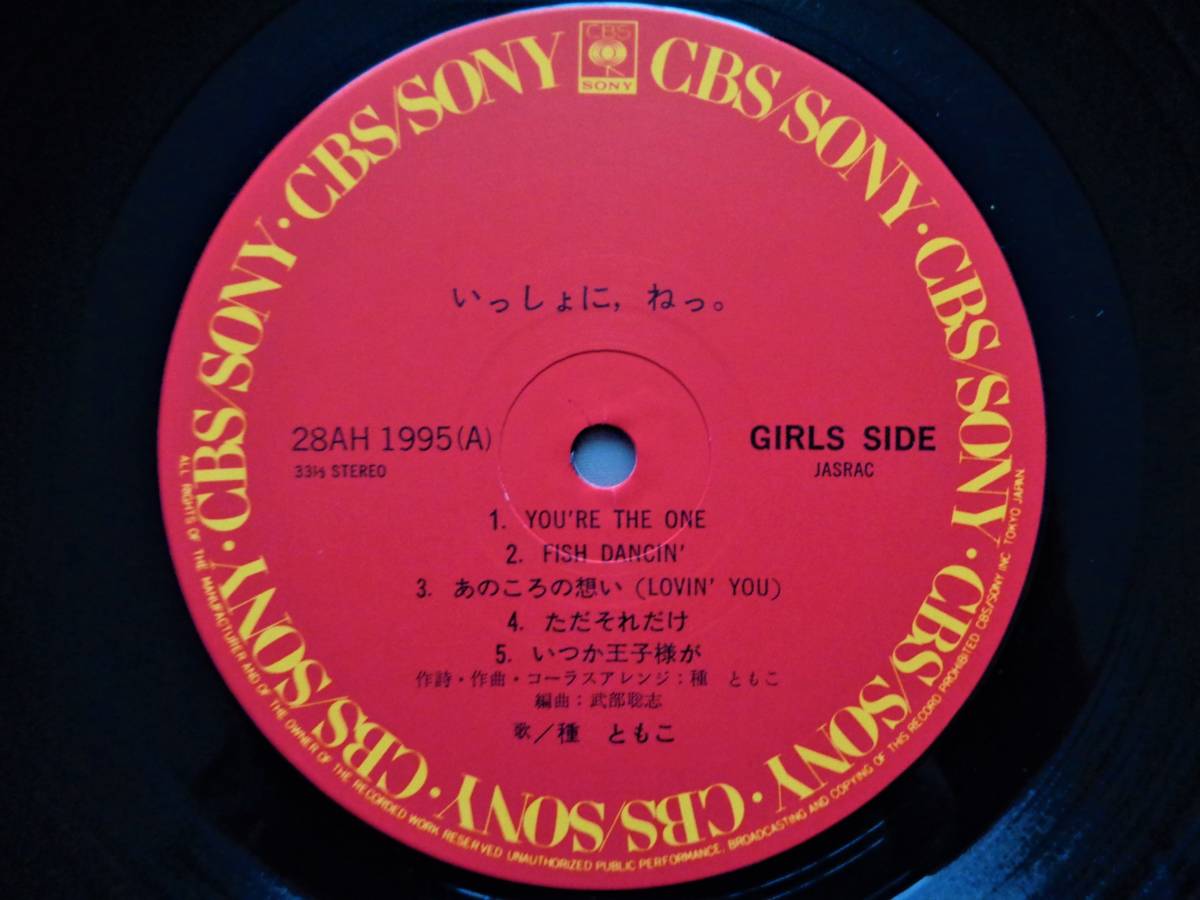 CBS
SONY
CBS/SONY · CBS/SONY · CBS/SONY · CBS/SONY · CBS/SONY · CBS/SONY · CBS/SONY · CBS/SONY · CBS/SONY · CBS/SONY
いっしょに，ねっ。
28AH 1995(A)
33⅓ STEREO
GIRLS SIDE
JASRAC
1. YOU'RE THE ONE
2. FISH DANCIN'
3. あのころの想い (LOVIN' YOU)
4. ただそれだけ
5. いつか王子様が
作詩・作曲・コーラスアレンジ；種 ともこ
編曲：武部聡志
歌／種 ともこ
ALL RIGHTS OF THE MANUFACTURER AND OF THE OWNER OF THE RECORDED WORK RESERVED UNAUTHORIZED PUBLIC PERFORMANCE, BROADCASTING AND COPYING OF THIS RECORD PROHIBITED CBS/SONY INC TOKYO JAPAN